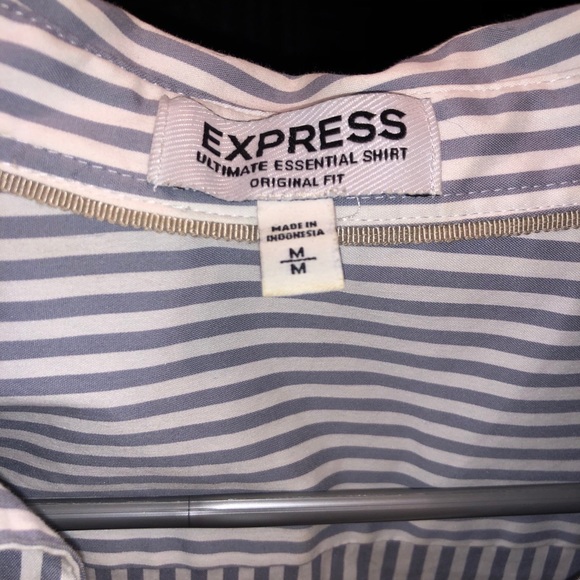 EXPRESS
ULTIMATE ESSENTIAL SHIRT
ORIGINAL FIT
MADE IN
INDONESIA
M
M